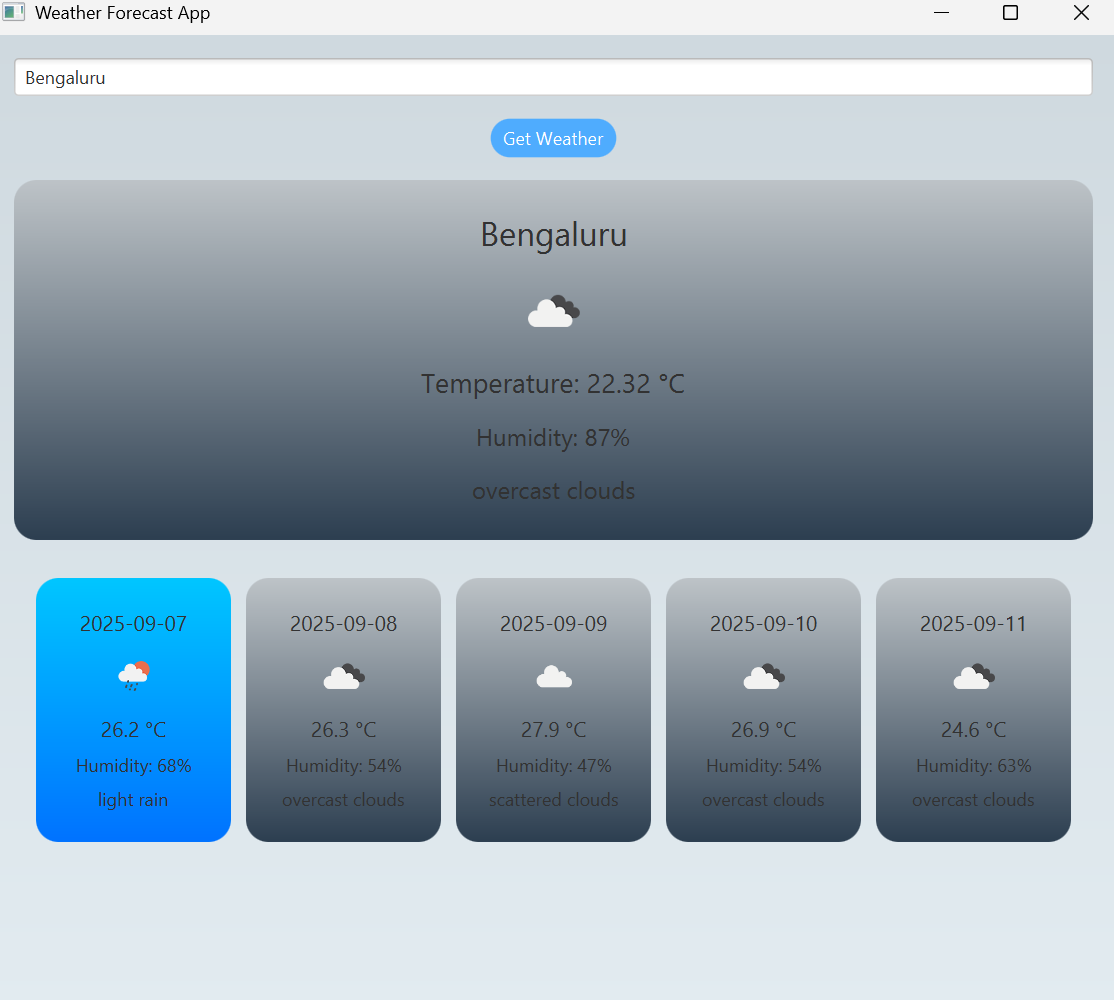 Weather Forecast App
Bengaluru
Get Weather
Bengaluru
Temperature: 22.32 °C
Humidity: 87%
overcast clouds
2025-09-07
26.2 °C
Humidity: 68%
light rain
2025-09-08
26.3 °C
Humidity: 54%
overcast clouds
2025-09-09
27.9 °C
Humidity: 47%
scattered clouds
2025-09-10
26.9 °C
Humidity: 54%
overcast clouds
2025-09-11
24.6 °C
Humidity: 63%
overcast clouds